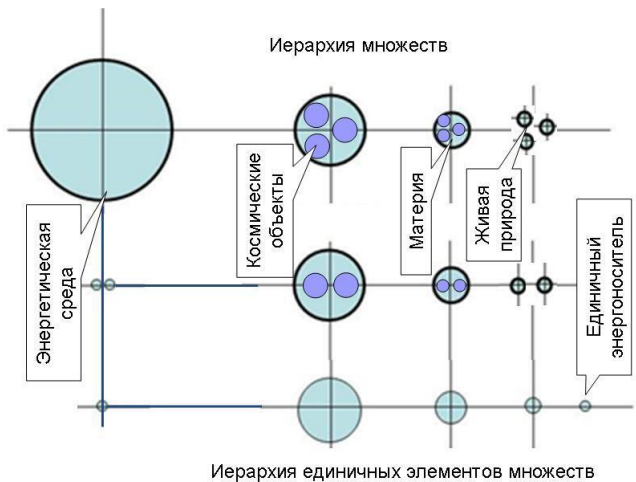 Иерархия множеств
Энергетическая
среда
Космические
объекты
Материя
Живая
природа
Единичный
энергоноситель
Иерархия единичных элементов множеств